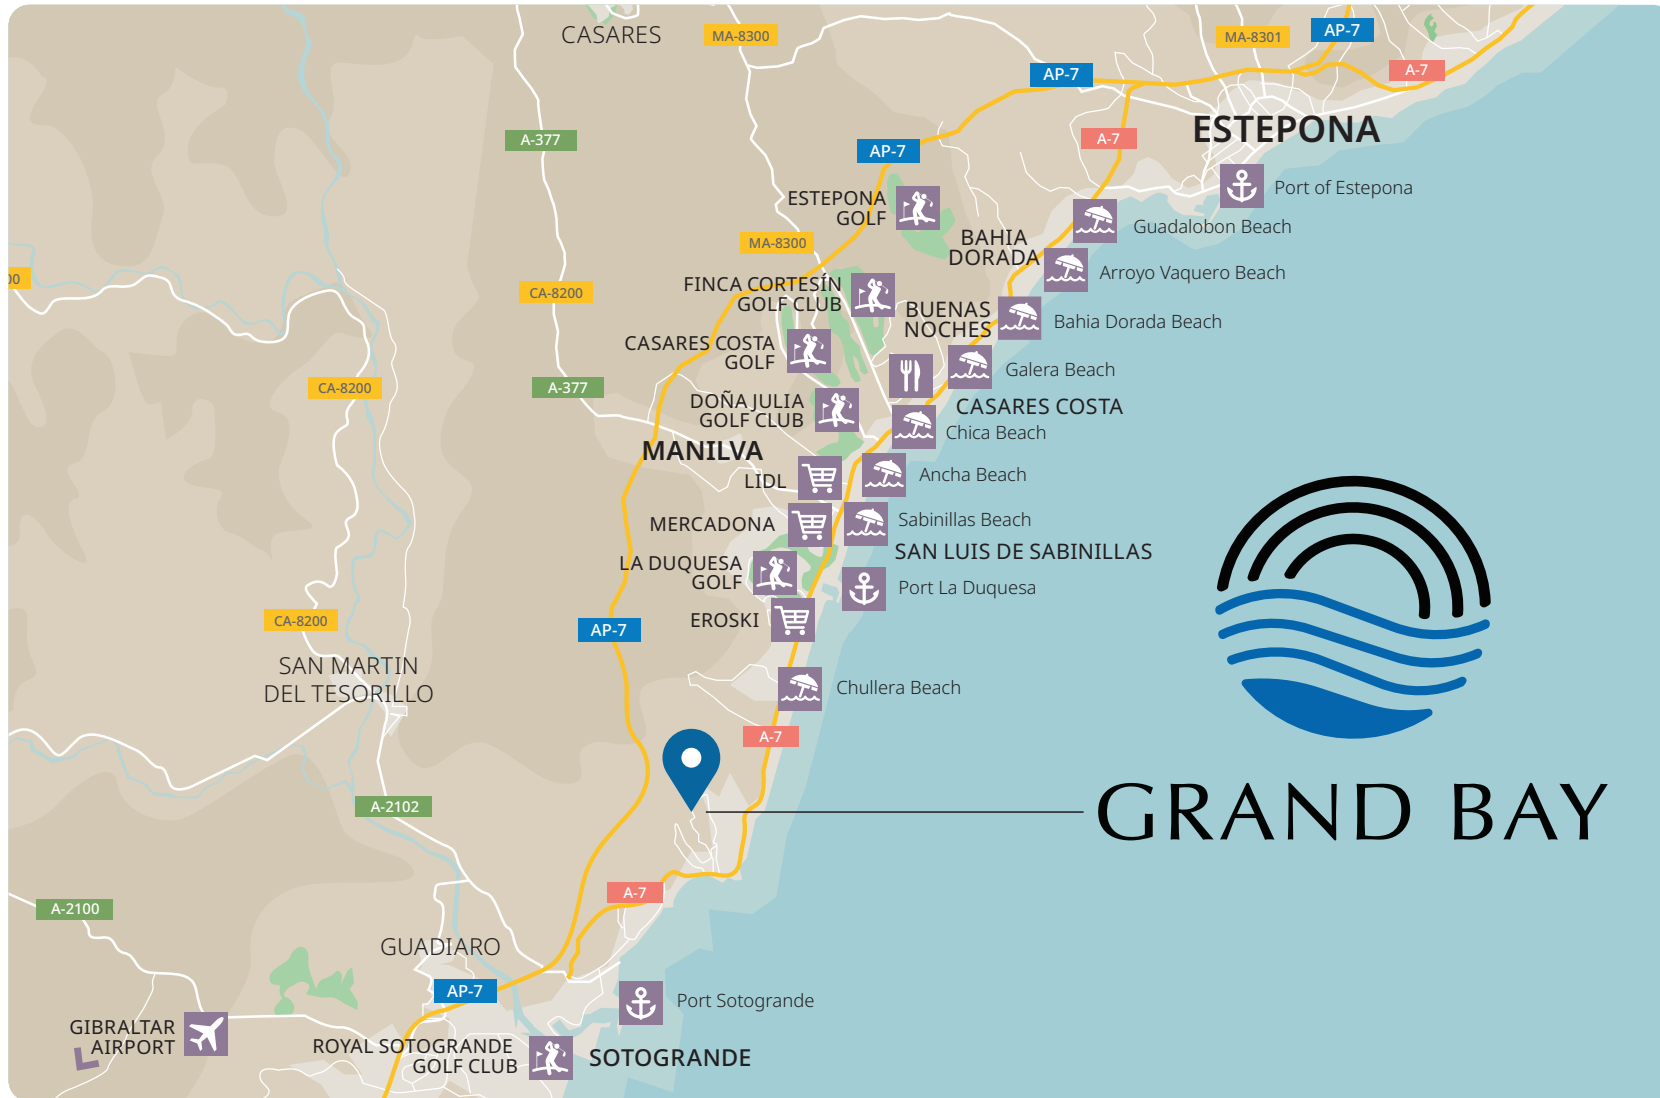 CASARES
MA-8300
MA-8301
AP-7
AP-7
A-7
A-377
AP-7
A-7
ESTEPONA
Port of Estepona
ESTEPONA
GOLF
Guadalobon Beach
MA-8300
BAHIA
DORADA
Arroyo Vaquero Beach
00
CA-8200
FINCA CORTESÍN
GOLF CLUB
BUENAS
NOCHES
Bahia Dorada Beach
CASARES COSTA
GOLF
Galera Beach
CA-8200
A-377
DOÑA JULIA
GOLF CLUB
CASARES COSTA
Chica Beach
MANILVA
LIDL
Ancha Beach
MERCADONA
Sabinillas Beach
SAN LUIS DE SABINILLAS
LA DUQUESA
GOLF
Port La Duquesa
CA-8200
AP-7
EROSKI
SAN MARTIN
DEL TESORILLO
Chullera Beach
A-7
A-2102
GRAND BAY
A-7
A-2100
GUADIARO
AP-7
Port Sotogrande
GIBRALTAR
AIRPORT
ROYAL SOTOGRANDE
GOLF CLUB
SOTOGRANDE